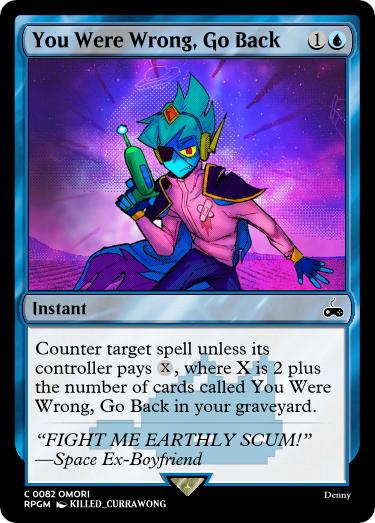 You Were Wrong, Go Back 1
Instant
Counter target spell unless its
controller pays X, where X is 2 plus
the number of cards called You Were
Wrong, Go Back in your graveyard.
“FIGHT ME EARTHLY SCUM!”
—Space Ex-Boyfriend
C 0082 OMORI
RPGM KILLED_CURRAWONG
Denny